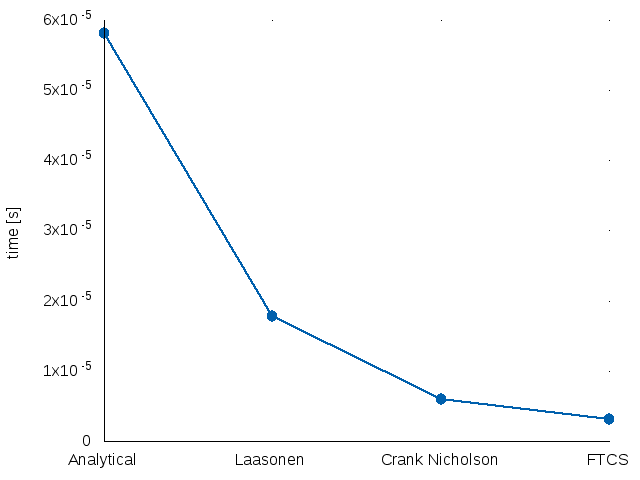 6x10-5
5x10-5
4x10-5
3x10-5
2x10-5
1x10-5
0
time [s]
Analytical Laasonen Crank Nicholson FTCS